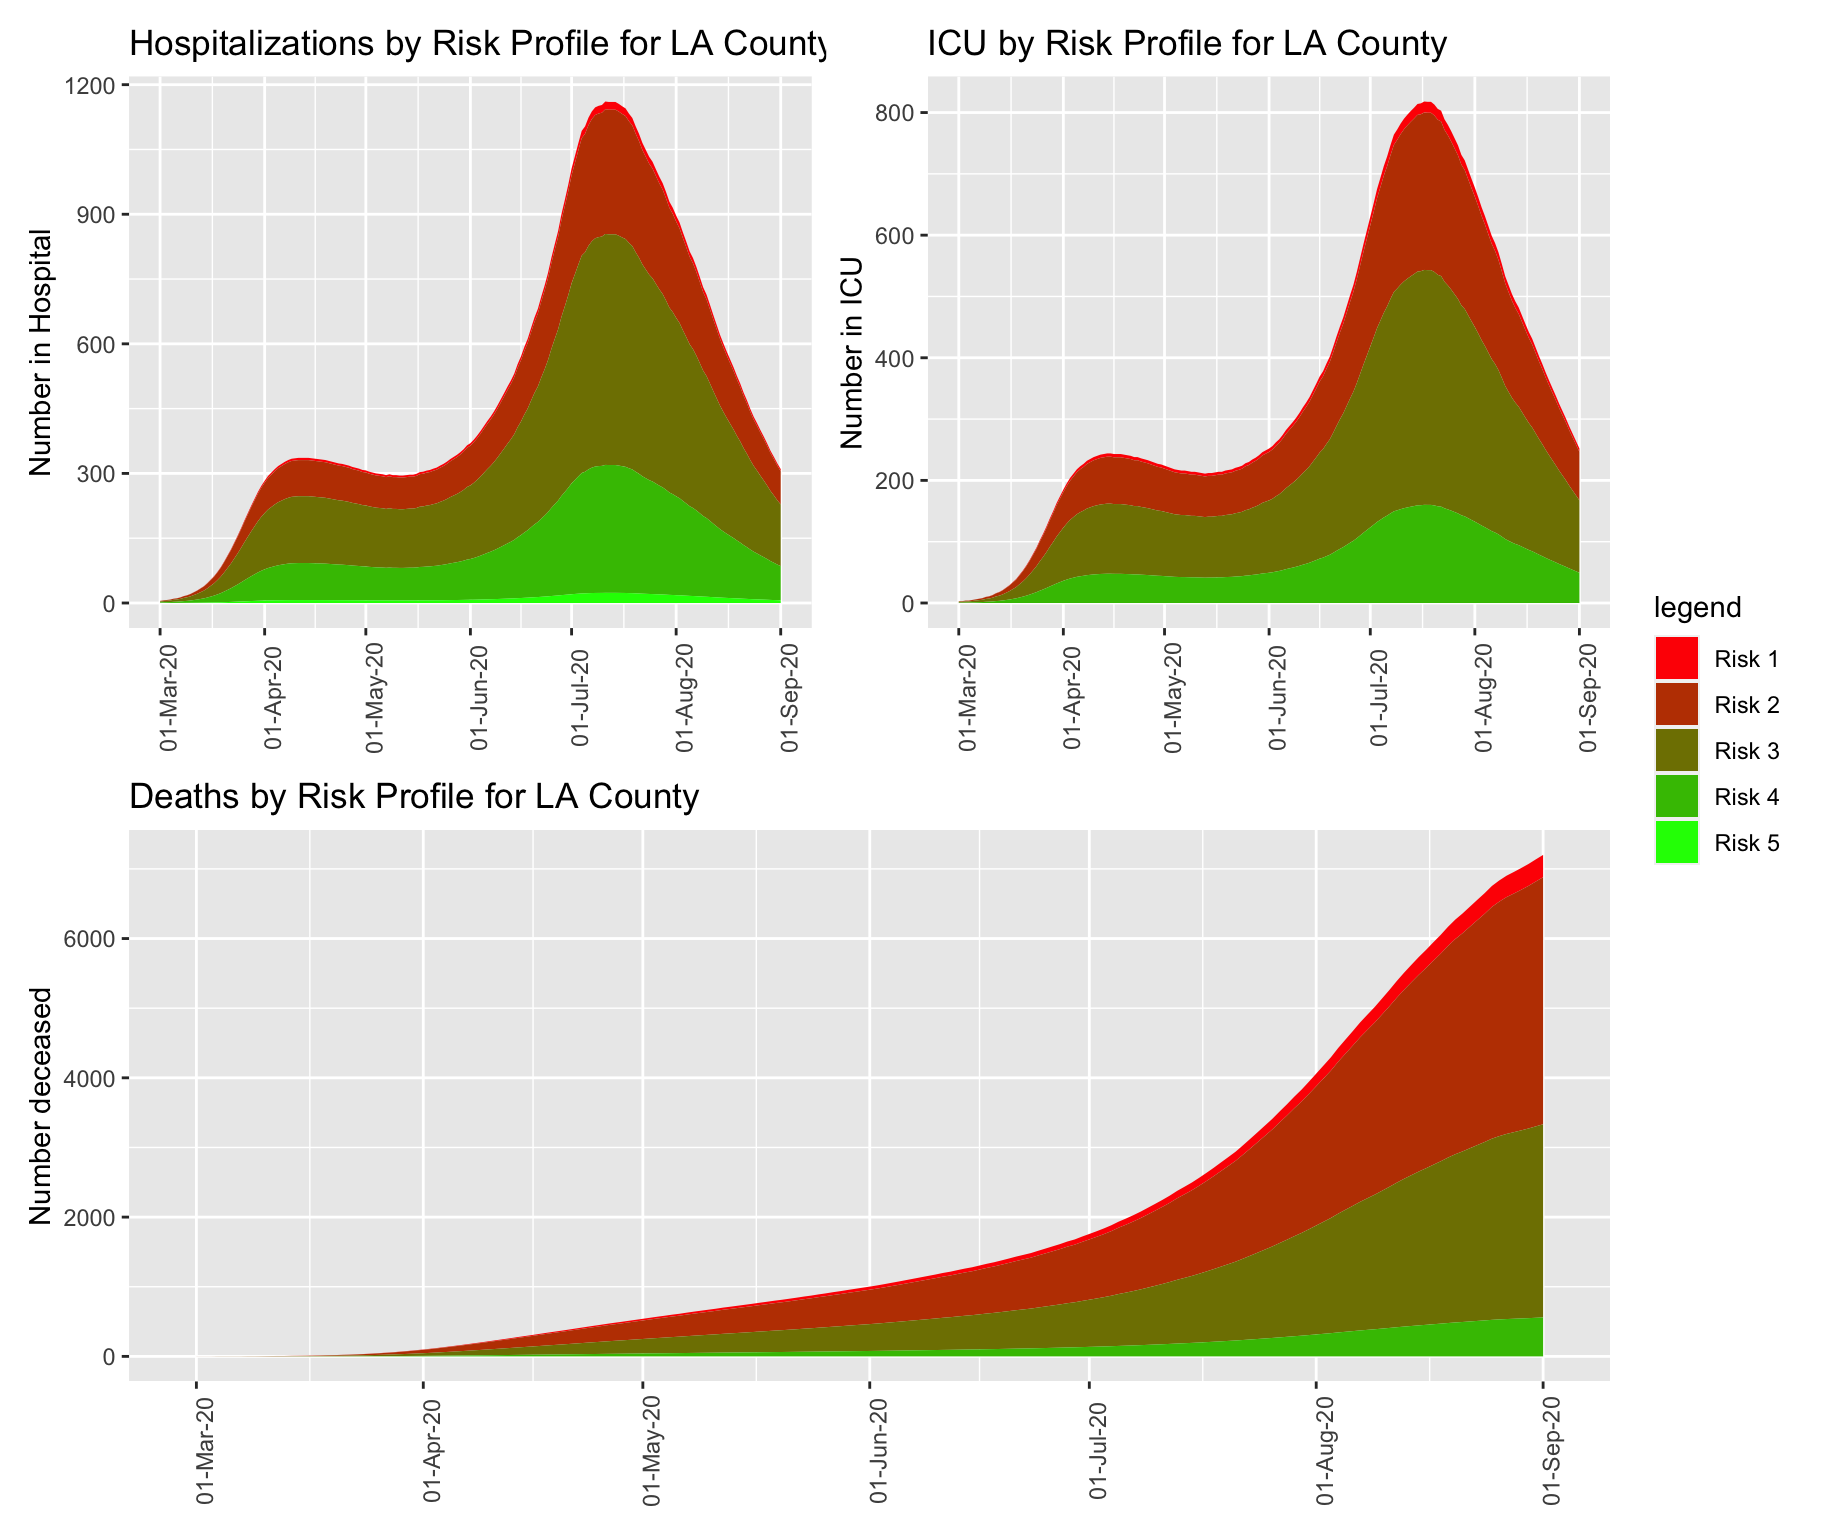 Hospitalizations by Risk Profile for LA County
Number in Hospital
1200
900
600
300
0
01-Mar-20
01-Apr-20
01-May-20
01-Jun-20
01-Jul-20
01-Aug-20
01-Sep-20
ICU by Risk Profile for LA County
Number in ICU
800
600
400
200
0
01-Mar-20
01-Apr-20
01-May-20
01-Jun-20
01-Jul-20
01-Aug-20
01-Sep-20
legend
Risk 1
Risk 2
Risk 3
Risk 4
Risk 5
Deaths by Risk Profile for LA County
Number deceased
6000
4000
2000
0
01-Mar-20
01-Apr-20
01-May-20
01-Jun-20
01-Jul-20
01-Aug-20
01-Sep-20